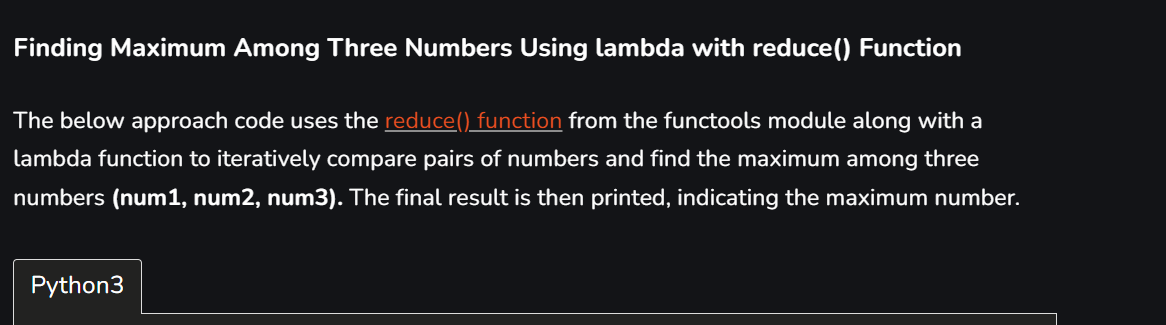 Finding Maximum Among Three Numbers Using lambda with reduce() Function
The below approach code uses the reduce() function from the functools module along with a
lambda function to iteratively compare pairs of numbers and find the maximum among three
numbers (num1, num2, num3). The final result is then printed, indicating the maximum number.
Python3